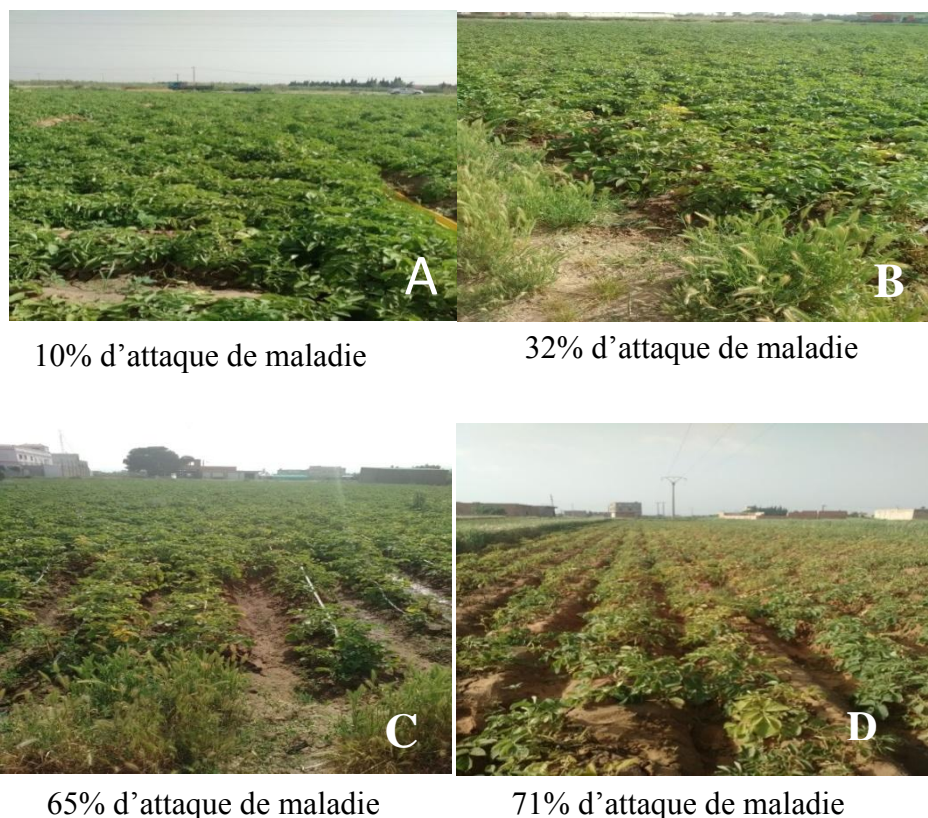 A
B
10% d’attaque de maladie
32% d’attaque de maladie
C
D
65% d’attaque de maladie
71% d’attaque de maladie